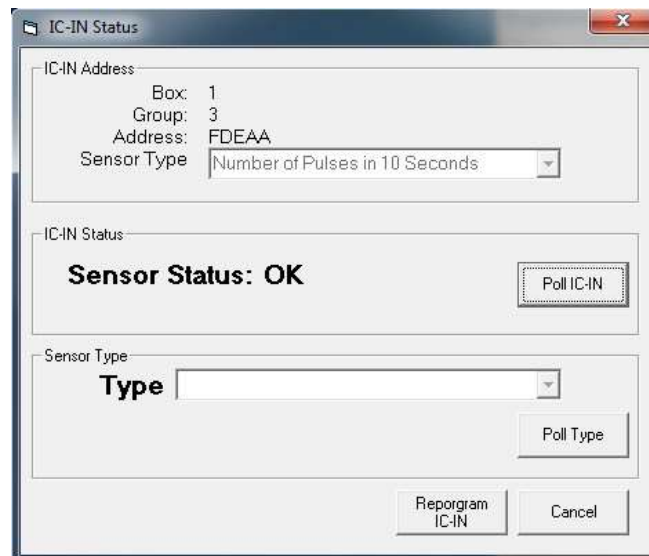 IC-IN Status
IC-IN Address
Box: 1
Group: 3
Address: FDEAA
Sensor Type Number of Pulses in 10 Seconds
IC-IN Status
Sensor Status: OK
Poll IC-IN
Sensor Type
Type
Poll Type
Reporgram
IC-IN
Cancel